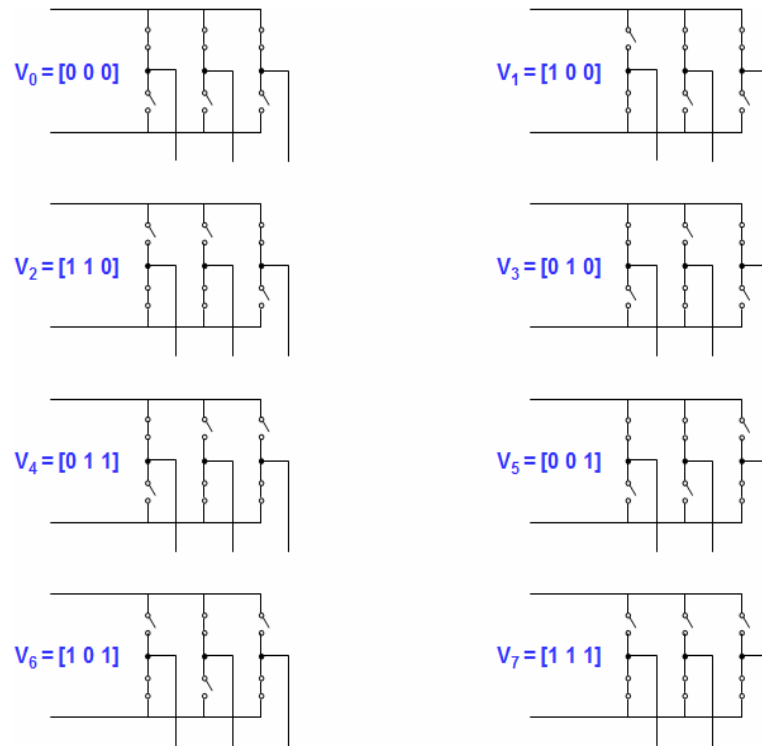 V₀ = [0 0 0]
V₁ = [1 0 0]
V₂ = [1 1 0]
V₃ = [0 1 0]
V₄ = [0 1 1]
V₅ = [0 0 1]
V₆ = [1 0 1]
V₇ = [1 1 1]